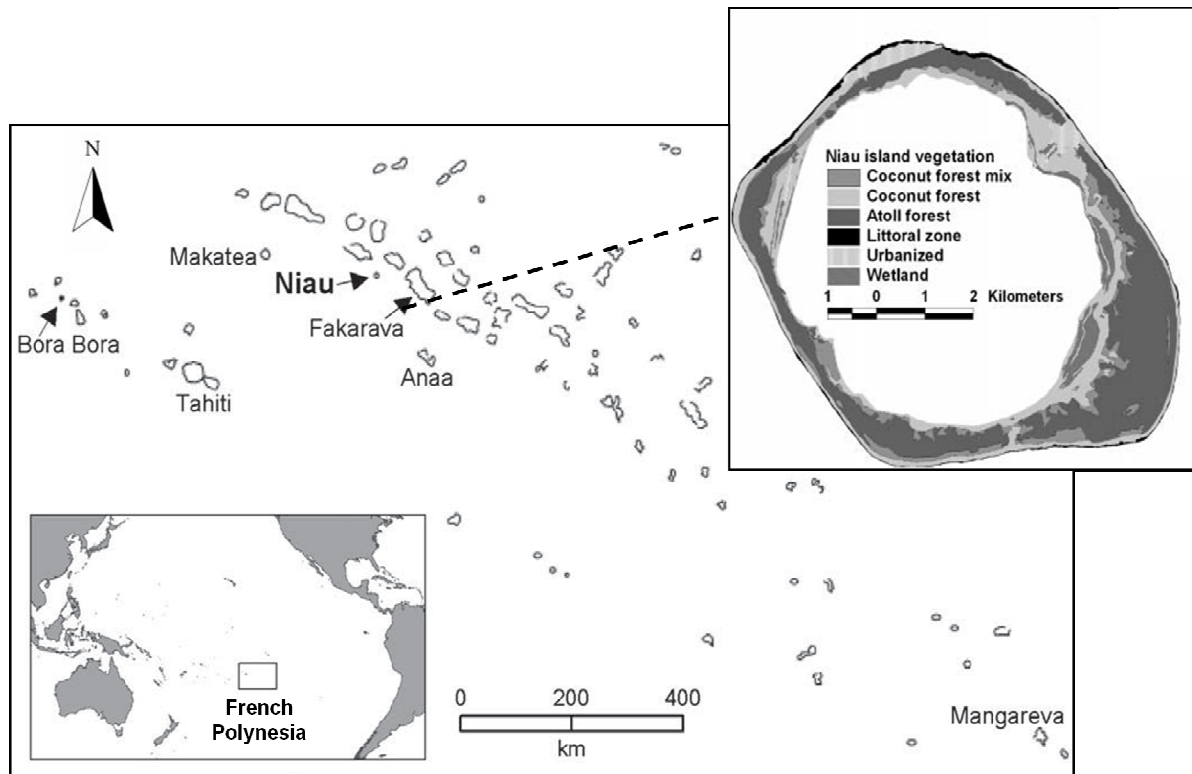 N
Makatea
Niau
Fakarava
Bora Bora
Anaa
Tahiti
Mangareva
0 200 400
km
French
Polynesia
Niau island vegetation
Coconut forest mix
Coconut forest
Atoll forest
Littoral zone
Urbanized
Wetland
1 0 1 2 Kilometers